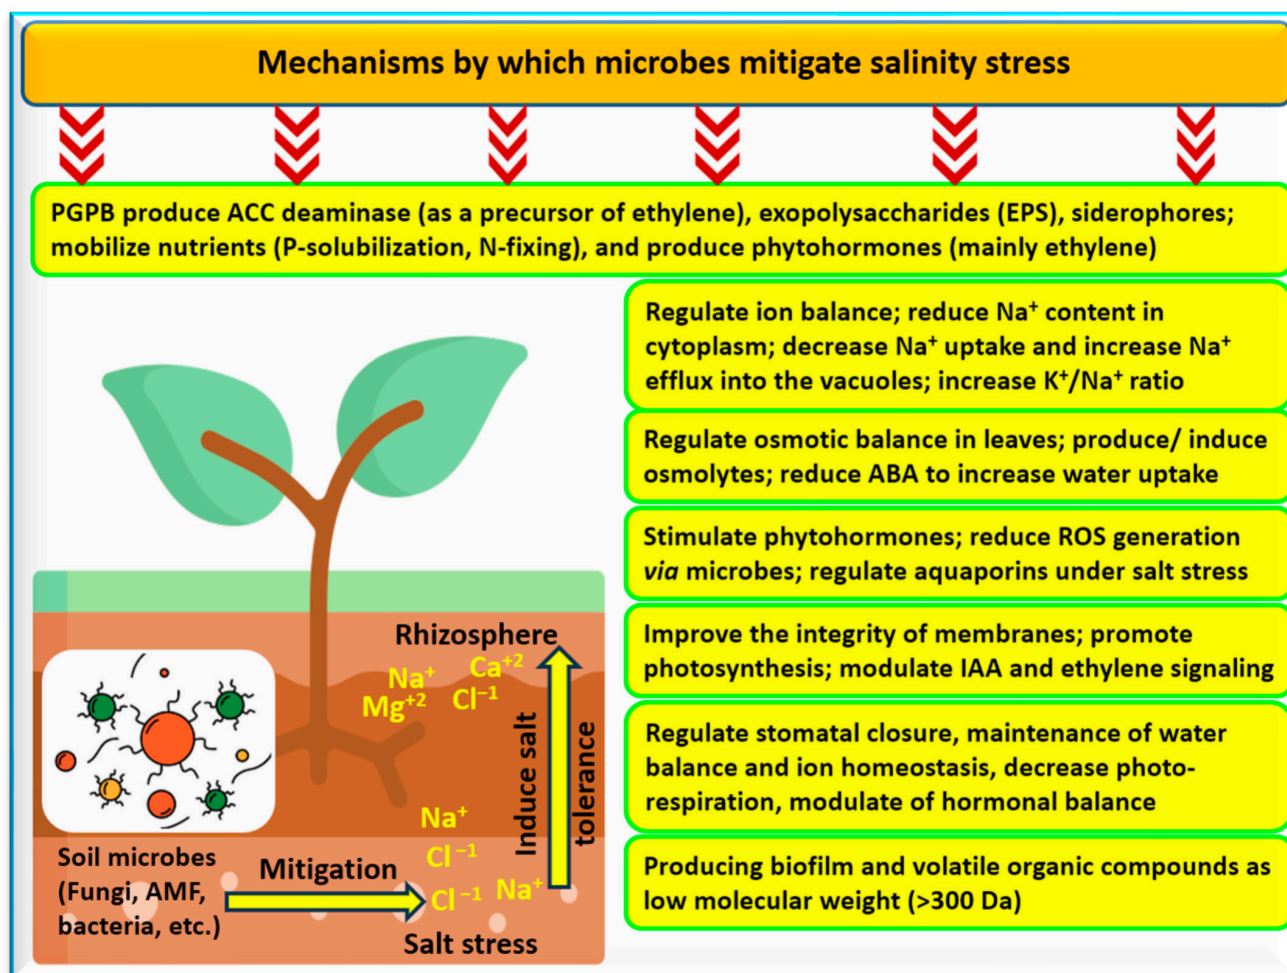 Mechanisms by which microbes mitigate salinity stress
PGPB produce ACC deaminase (as a precursor of ethylene), exopolysaccharides (EPS), siderophores;
mobilize nutrients (P-solubilization, N-fixing), and produce phytohormones (mainly ethylene)
Regulate ion balance; reduce Na⁺ content in
cytoplasm; decrease Na⁺ uptake and increase Na⁺
efflux into the vacuoles; increase K⁺/Na⁺ ratio
Regulate osmotic balance in leaves; produce/ induce
osmolytes; reduce ABA to increase water uptake
Stimulate phytohormones; reduce ROS generation
via microbes; regulate aquaporins under salt stress
Improve the integrity of membranes; promote
photosynthesis; modulate IAA and ethylene signaling
Regulate stomatal closure, maintenance of water
balance and ion homeostasis, decrease photo-
respiration, modulate of hormonal balance
Producing biofilm and volatile organic compounds as
low molecular weight (>300 Da)
Rhizosphere
Na⁺ Ca⁺²
Mg⁺² Cl⁻¹
Induce salt
tolerance
Na⁺
Cl⁻¹
Cl⁻¹ Na⁺
Soil microbes
(Fungi, AMF,
bacteria, etc.)
Mitigation
Salt stress